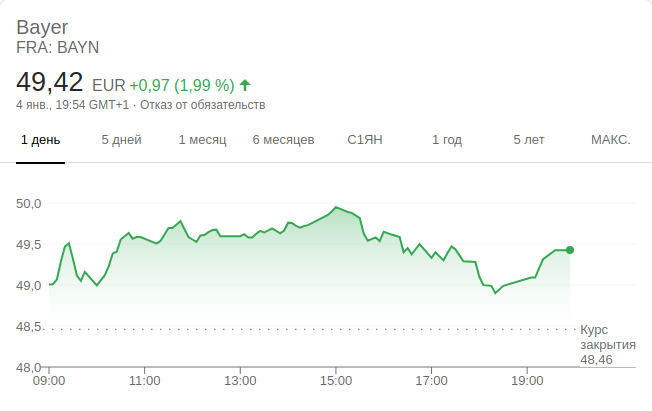 Bayer
FRA: BAYN
49,42 EUR +0,97 (1,99 %)
4 янв., 19:54 GMT+1 · Отказ от обязательств
1 день 5 дней 1 месяц 6 месяцев С1ЯН 1 год 5 лет МАКС.
50,0
49,5
49,0
48,5
Курс
закрытия
48,46
48,0
09:00 11:00 13:00 15:00 17:00 19:00